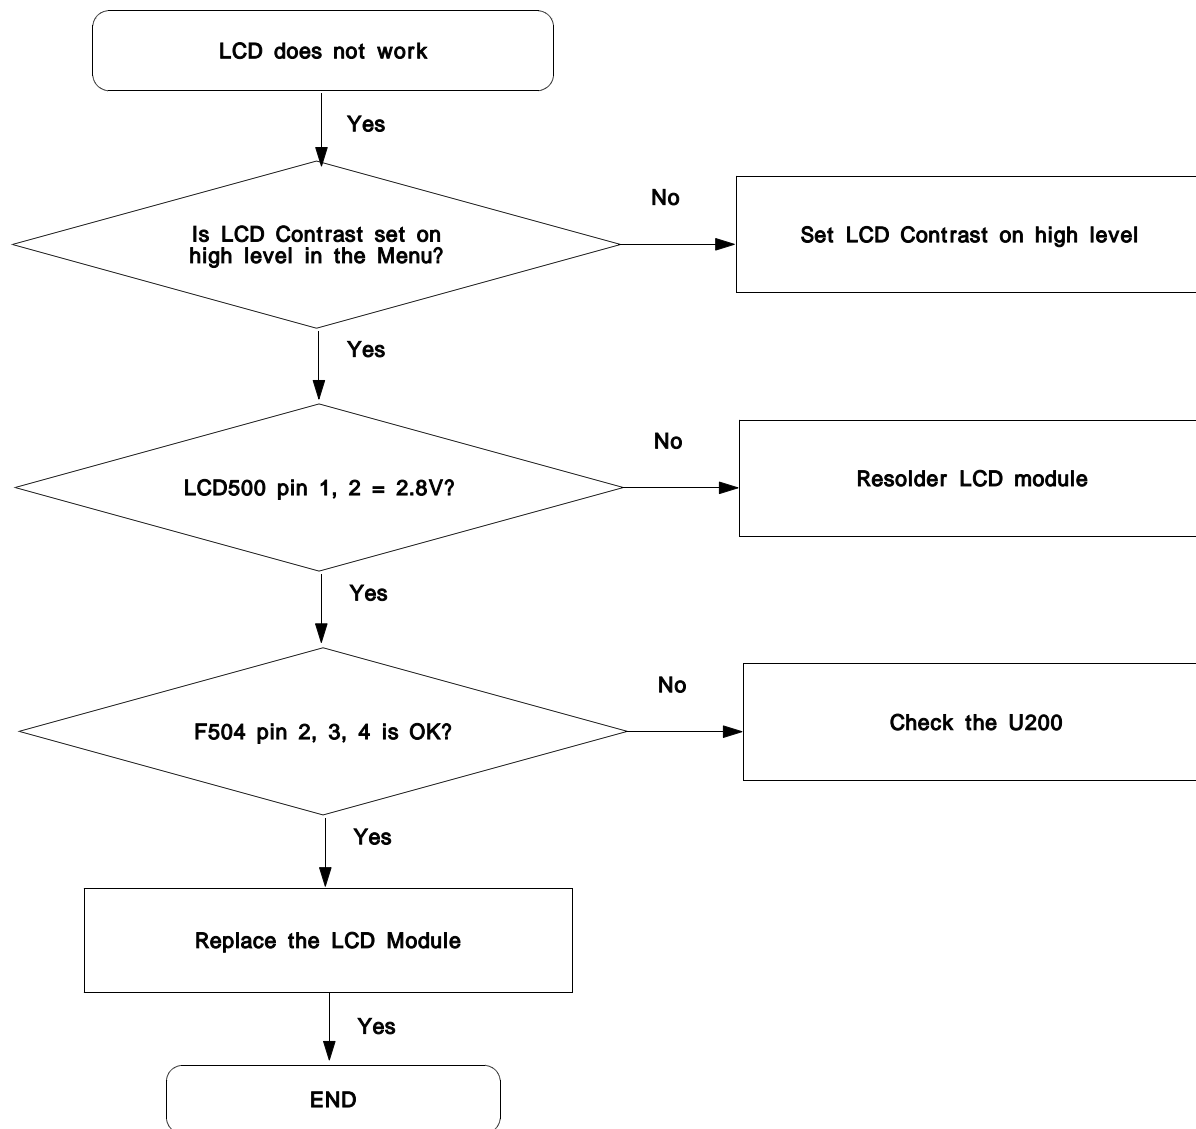 LCD does not work
Yes
Is LCD Contrast set on
high level in the Menu?
No
Set LCD Contrast on high level
Yes
LCD500 pin 1, 2 = 2.8V?
No
Resolder LCD module
Yes
F504 pin 2, 3, 4 is OK?
No
Check the U200
Yes
Replace the LCD Module
Yes
END